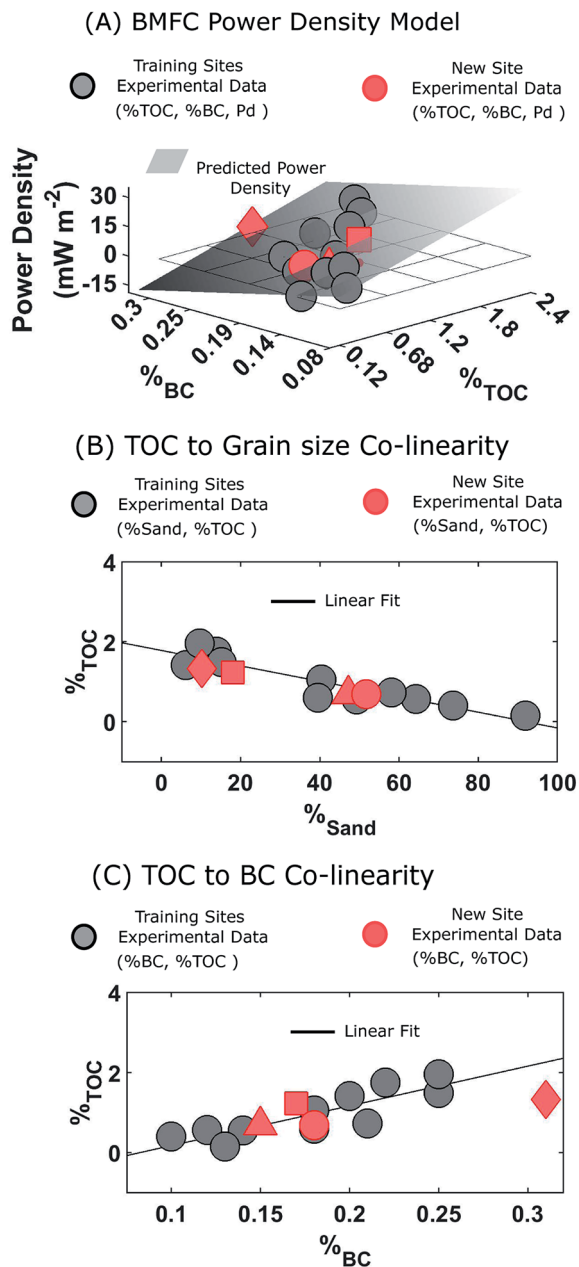 (A) BMFC Power Density Model
Training Sites
Experimental Data
(%TOC, %BC, Pd )
New Site
Experimental Data
(%TOC, %BC, Pd )
Predicted Power
Density
Power Density
(mW m-2)
30
15
0
-15
0.3
0.25
0.19
0.14
0.08
%BC
0.12
0.68
1.2
1.8
2.4
%TOC
(B) TOC to Grain size Co-linearity
Training Sites
Experimental Data
(%Sand, %TOC )
New Site
Experimental Data
(%Sand, %TOC)
Linear Fit
%TOC
4
2
0
0
20
40
60
80
100
%Sand
(C) TOC to BC Co-linearity
Training Sites
Experimental Data
(%BC, %TOC )
New Site
Experimental Data
(%BC, %TOC)
Linear Fit
%TOC
4
2
0
0.1
0.15
0.2
0.25
0.3
%BC